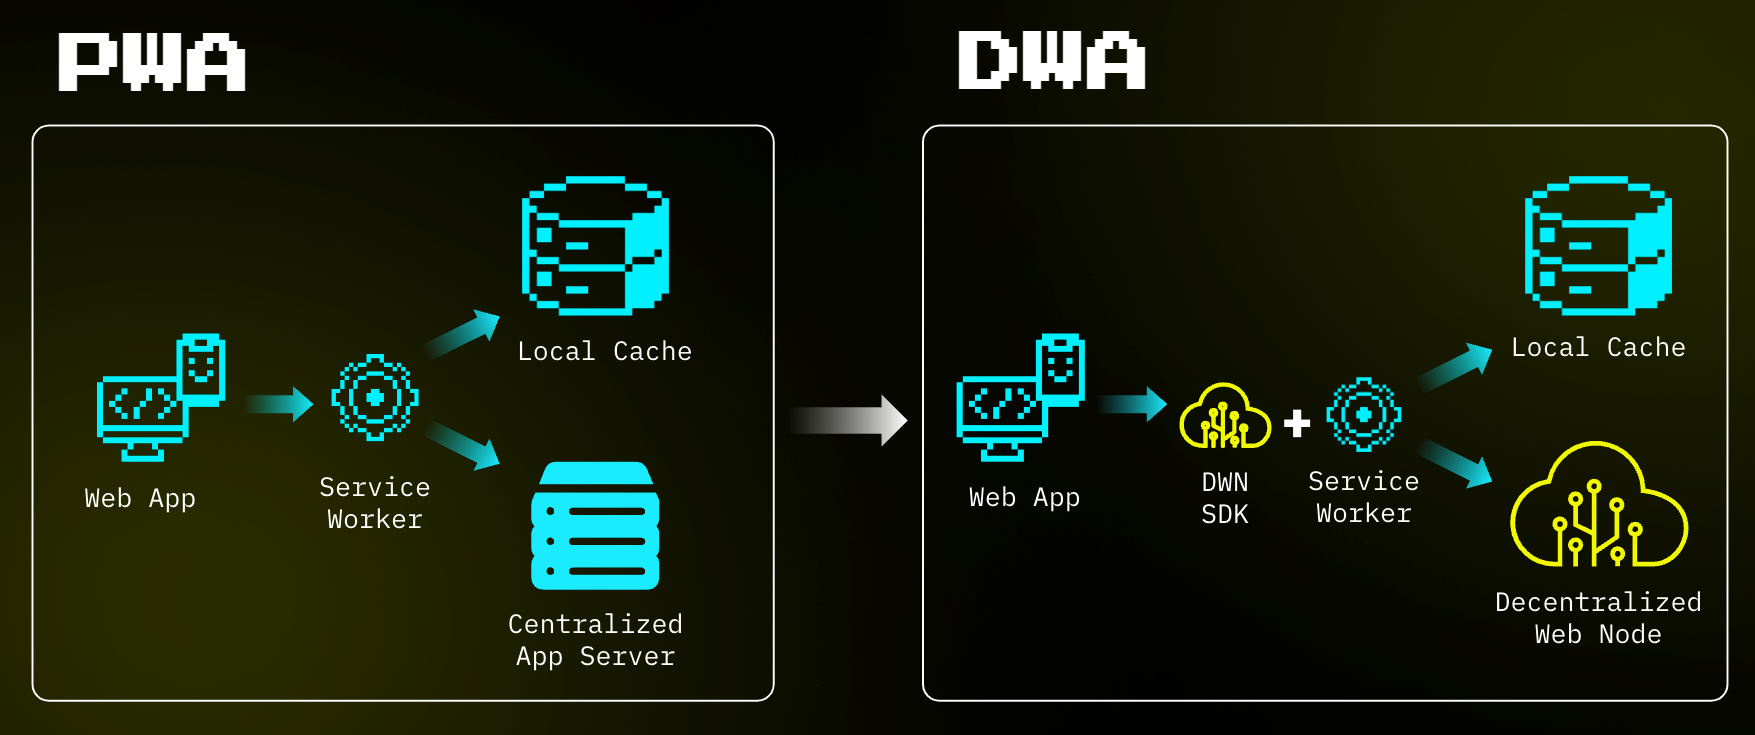 PWA
Local Cache
Web App
Service
Worker
Centralized
App Server
DWA
Local Cache
Web App
DWN
SDK
+
Service
Worker
Decentralized
Web Node